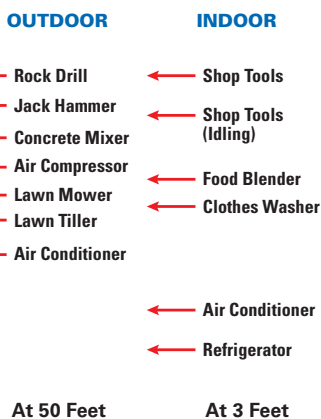 OUTDOOR
Rock Drill
Jack Hammer
Concrete Mixer
Air Compressor
Lawn Mower
Lawn Tiller
Air Conditioner
At 50 Feet
INDOOR
Shop Tools
Shop Tools
(Idling)
Food Blender
Clothes Washer
Air Conditioner
Refrigerator
At 3 Feet